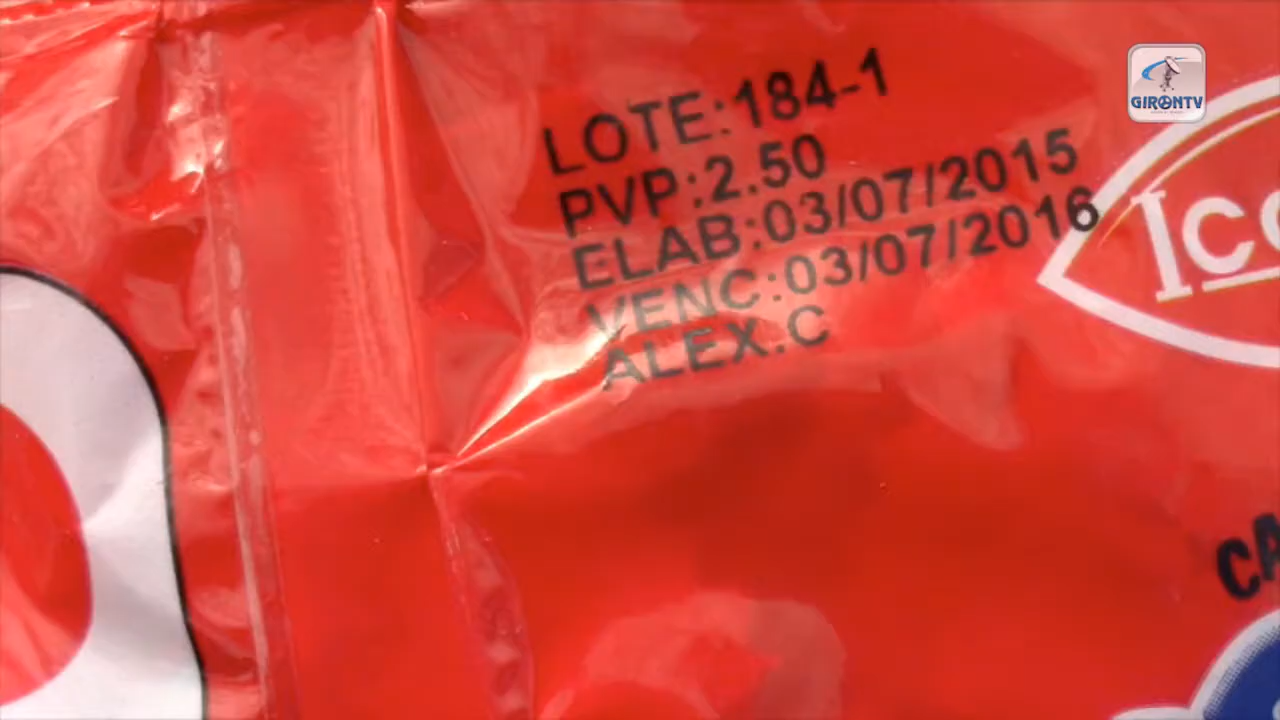 GIRONTV
LOTE:184-1
PVP:2.50
ELAB:03/07/2015
VENC:03/07/2016
ALEX.C